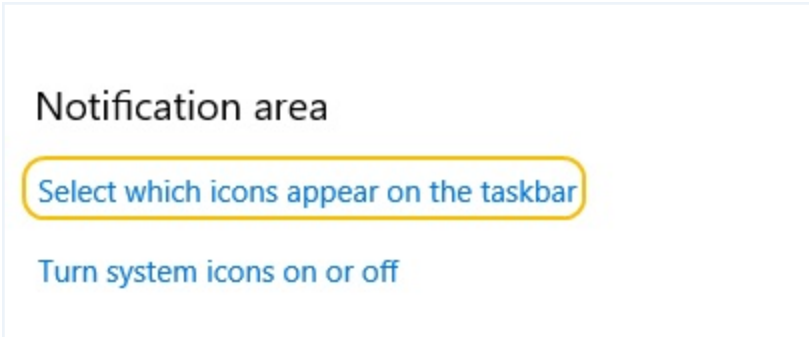 Notification area
Select which icons appear on the taskbar
Turn system icons on or off